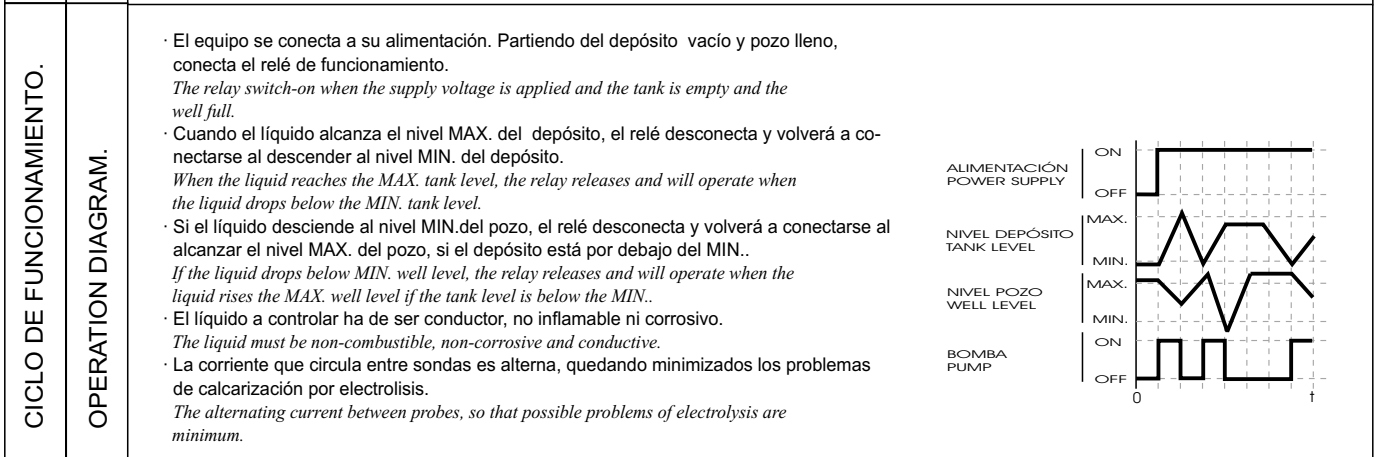 CICLO DE FUNCIONAMIENTO.
OPERATION DIAGRAM.
· El equipo se conecta a su alimentación. Partiendo del depósito vacío y pozo lleno,
conecta el relé de funcionamiento.
The relay switch-on when the supply voltage is applied and the tank is empty and the
well full.
· Cuando el líquido alcanza el nivel MAX. del depósito, el relé desconecta y volverá a co-
nectarse al descender al nivel MIN. del depósito.
When the liquid reaches the MAX. tank level, the relay releases and will operate when
the liquid drops below the MIN. tank level.
· Si el líquido desciende al nivel MIN.del pozo, el relé desconecta y volverá a conectarse al
alcanzar el nivel MAX. del pozo, si el depósito está por debajo del MIN..
If the liquid drops below MIN. well level, the relay releases and will operate when the
liquid rises the MAX. well level if the tank level is below the MIN..
· El líquido a controlar ha de ser conductor, no inflamable ni corrosivo.
The liquid must be non-combustible, non-corrosive and conductive.
· La corriente que circula entre sondas es alterna, quedando minimizados los problemas
de calcarización por electrolisis.
The alternating current between probes, so that possible problems of electrolysis are
minimum.
ALIMENTACIÓN
POWER SUPPLY
ON
OFF
NIVEL DEPÓSITO
TANK LEVEL
MAX.
MIN.
NIVEL POZO
WELL LEVEL
MAX.
MIN.
BOMBA
PUMP
ON
OFF
0
t